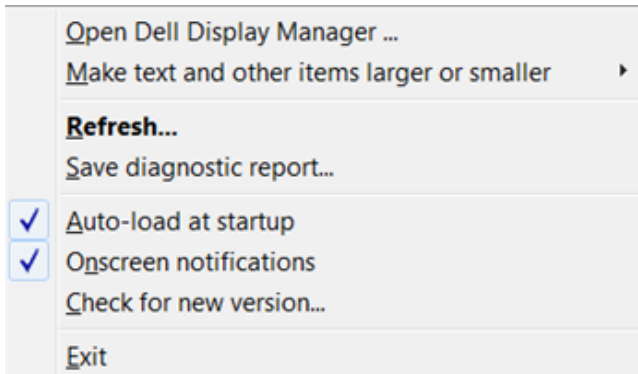 Open Dell Display Manager ...
Make text and other items larger or smaller
Refresh...
Save diagnostic report...
Auto-load at startup
Onscreen notifications
Check for new version...
Exit